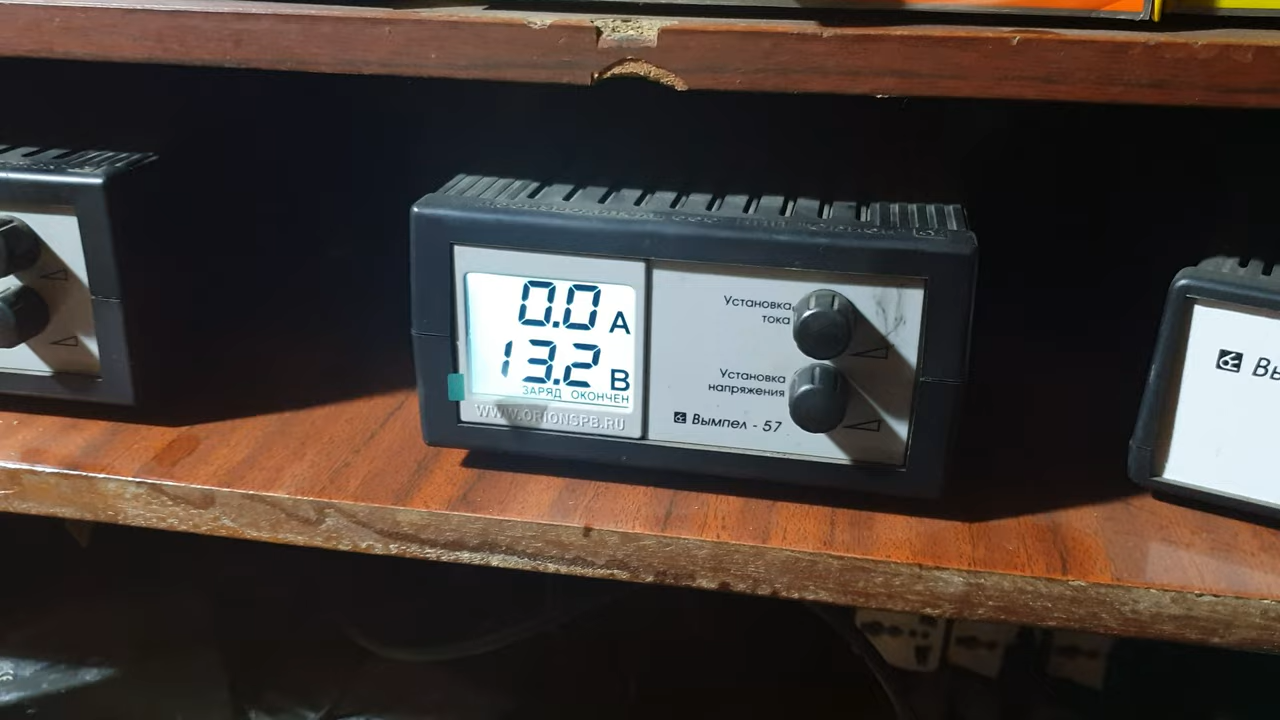 0.0 А
13.2 В
ЗАРЯД ОКОНЧЕН
WWW.ORIONSPB.RU
Установка
тока
Установка
напряжения
Вымпел - 57
Вы